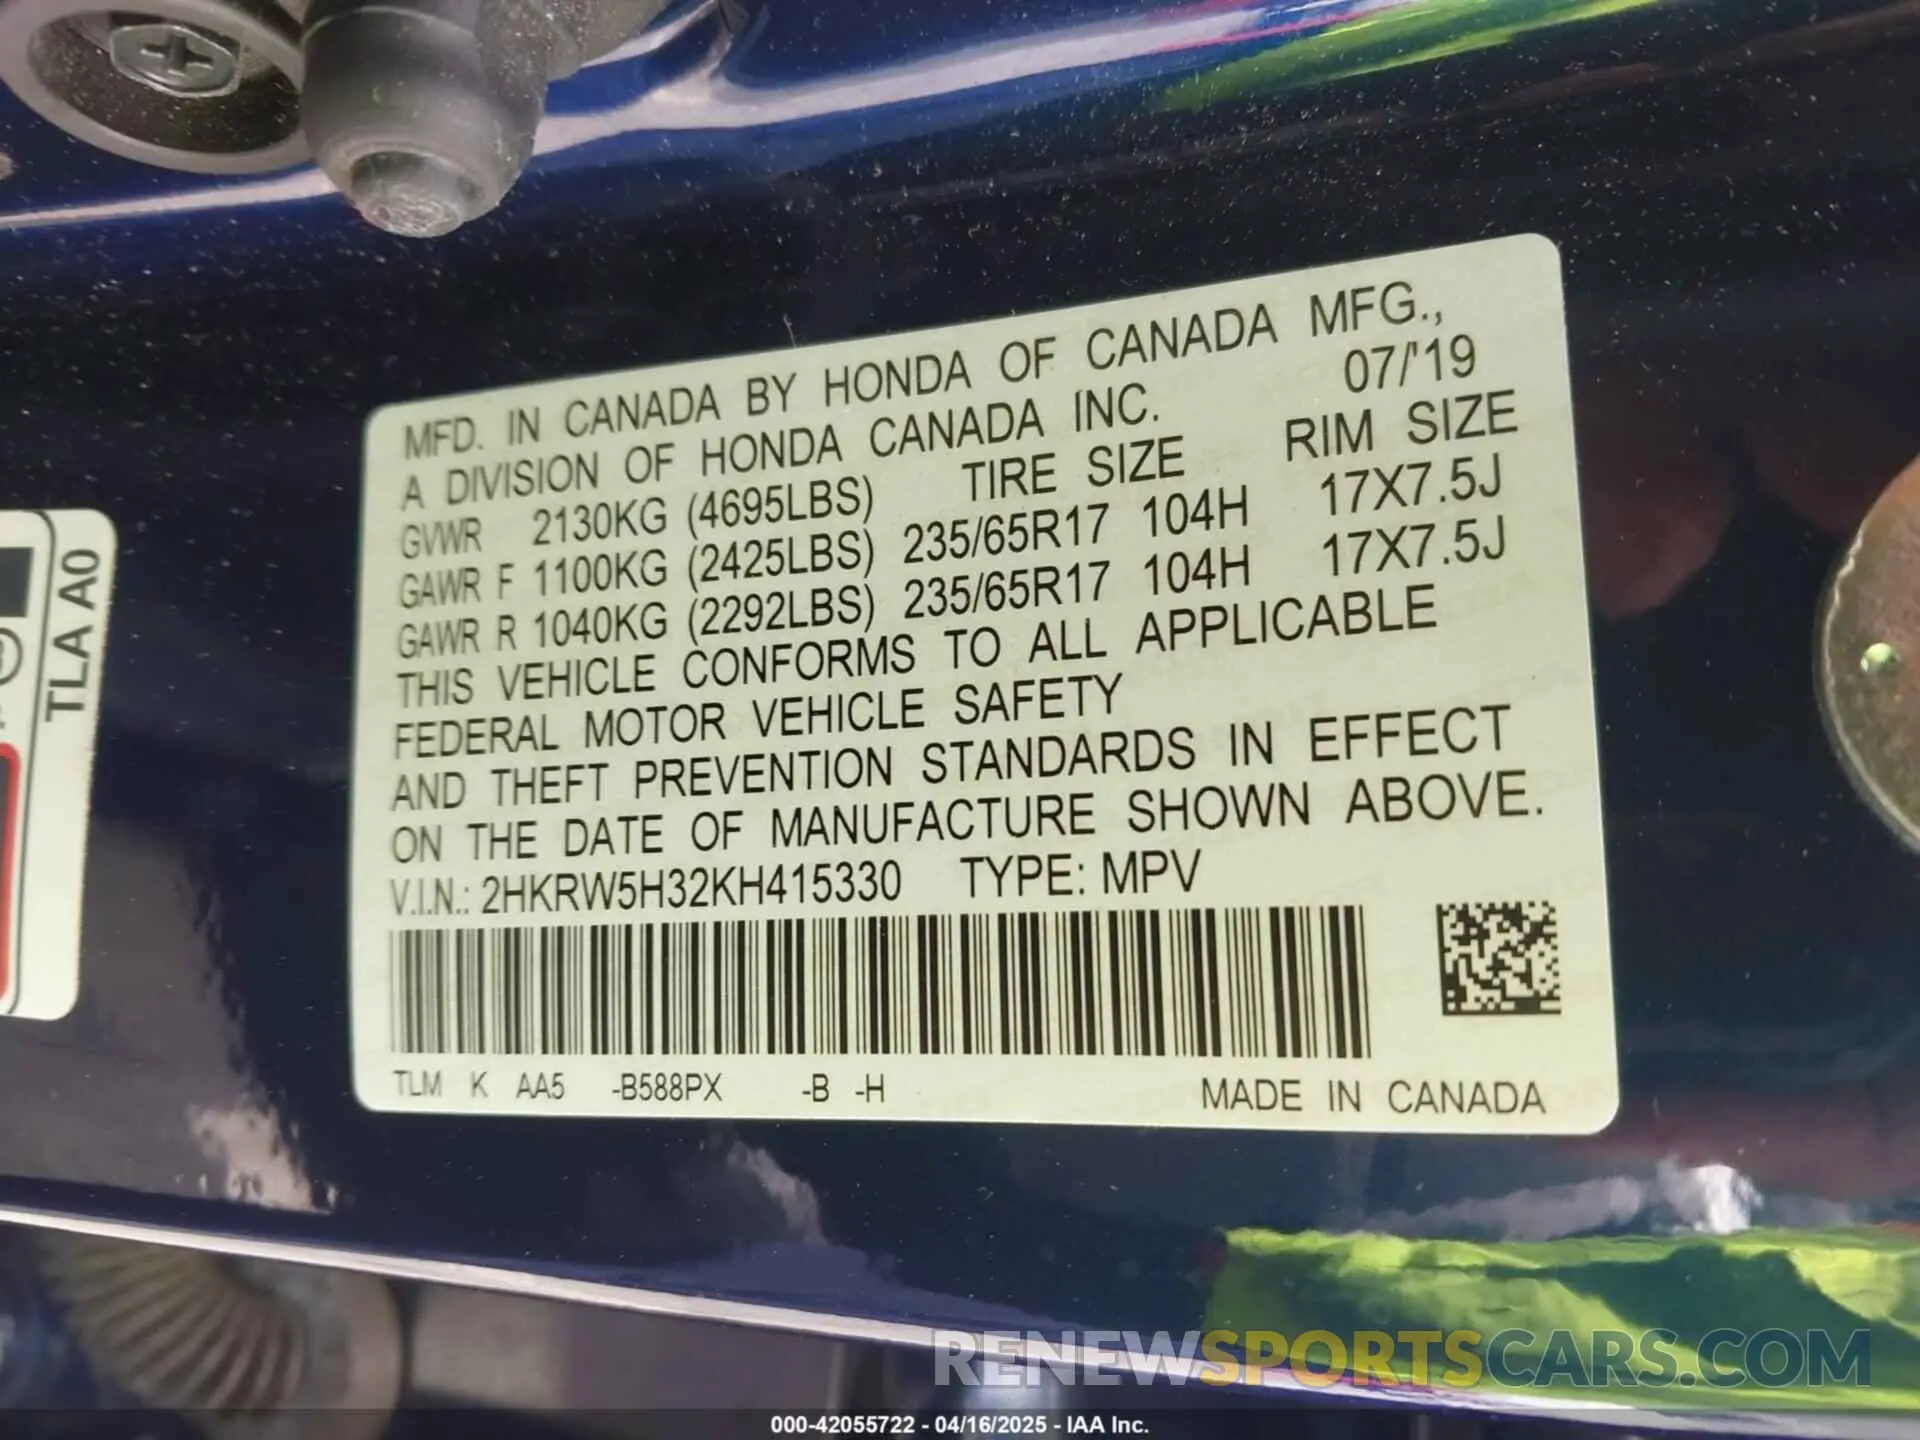 MFD. IN CANADA BY HONDA OF CANADA MFG.,
A DIVISION OF HONDA CANADA INC. 07/'19
TIRE SIZE RIM SIZE
GVWR 2130KG (4695LBS)
GAWR F 1100KG (2425LBS) 235/65R17 104H 17X7.5J
GAWR R 1040KG (2292LBS) 235/65R17 104H 17X7.5J
THIS VEHICLE CONFORMS TO ALL APPLICABLE
FEDERAL MOTOR VEHICLE SAFETY
AND THEFT PREVENTION STANDARDS IN EFFECT
ON THE DATE OF MANUFACTURE SHOWN ABOVE.
V.I.N.: 2HKRW5H32KH415330 TYPE: MPV
TLM K AA5 -B588PX -B -H MADE IN CANADA
TLA A0
RENEWSPORTSCARS.COM
000-42055722 - 04/16/2025 - IAA Inc.